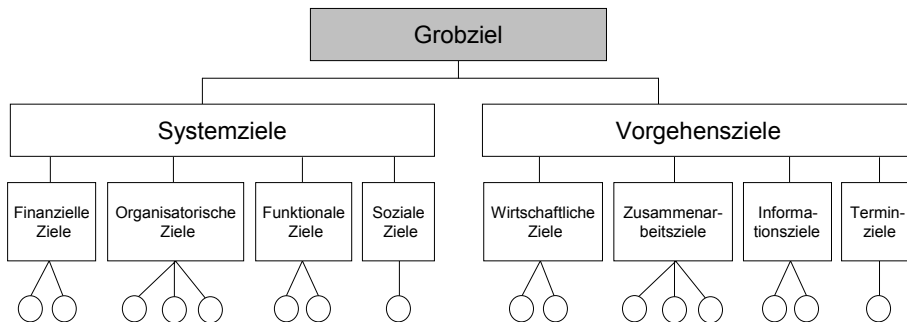 Grobziel
Systemziele
Vorgehensziele
Finanzielle
Ziele
Organisatorische
Ziele
Funktionale
Ziele
Soziale
Ziele
Wirtschaftliche
Ziele
Zusammenar-
beitsziele
Informa-
tionsziele
Termin-
ziele